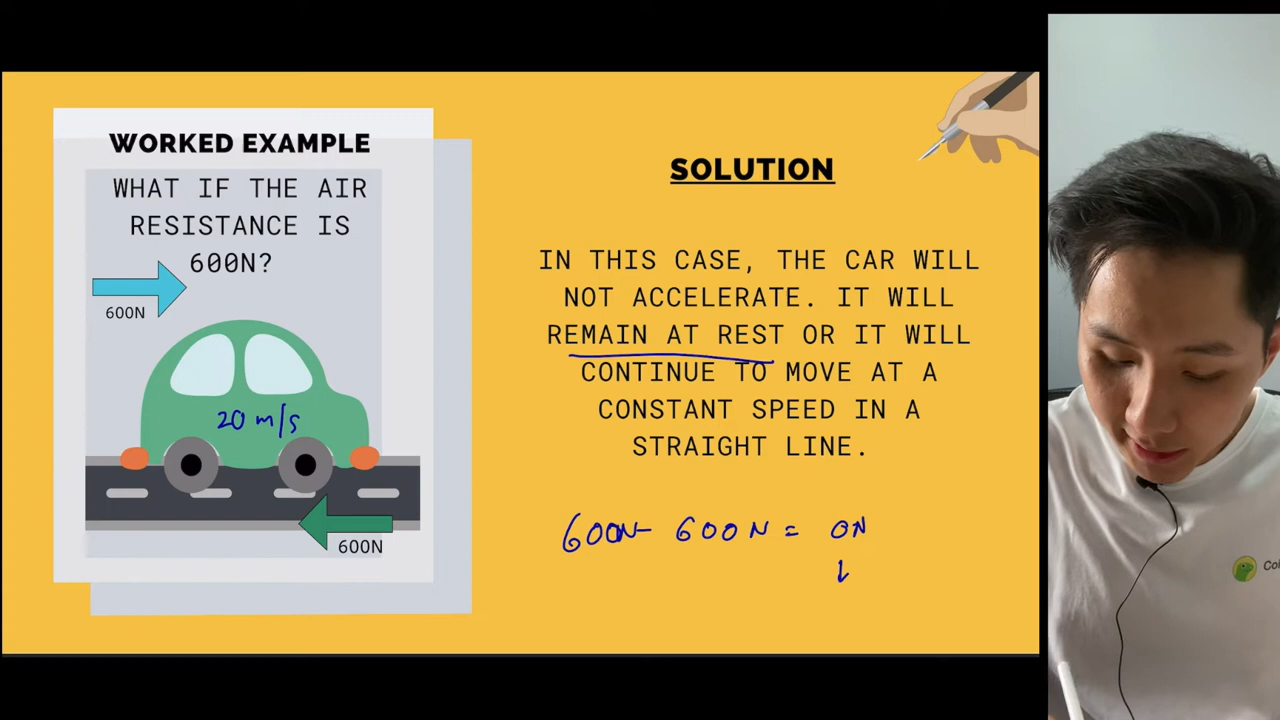 WORKED EXAMPLE
WHAT IF THE AIR
RESISTANCE IS
600N?
600N
20 m/s
600N
SOLUTION
IN THIS CASE, THE CAR WILL
NOT ACCELERATE. IT WILL
REMAIN AT REST OR IT WILL
CONTINUE TO MOVE AT A
CONSTANT SPEED IN A
STRAIGHT LINE.
600N - 600N = 0N